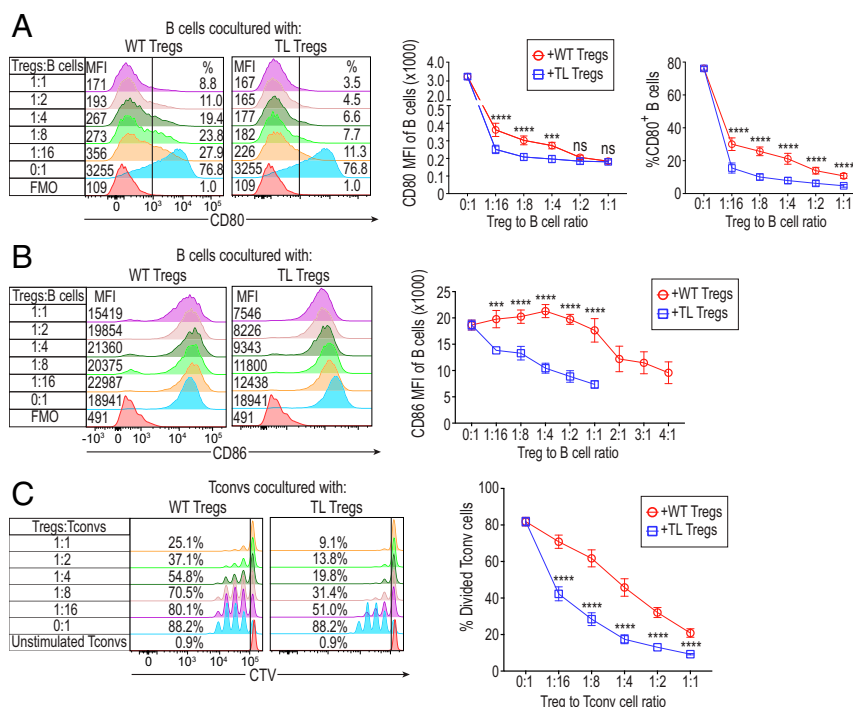 A
B cells cocultured with:
WT Tregs TL Tregs
Tregs:B cells MFI % MFI %
1:1 171 8.8 167 3.5
1:2 193 11.0 165 4.5
1:4 267 19.4 177 6.6
1:8 273 23.8 182 7.7
1:16 356 27.9 226 11.3
0:1 3255 76.8 3255 76.8
FMO 109 1.0 109 1.0
0 10³ 10⁴ 10⁵ 0 10³ 10⁴ 10⁵
CD80
CD80 MFI of B cells (x1000)
4.0
3.0
2.0
0.6
0.4
0.3
0.2
0.1
+WT Tregs
+TL Tregs
**** **** *** ns ns
0:1 1:16 1:8 1:4 1:2 1:1
Treg to B cell ratio
%CD80⁺ B cells
80
60
40
20
0
**** **** **** **** ****
0:1 1:16 1:8 1:4 1:2 1:1
Treg to B cell ratio
B
B cells cocultured with:
WT Tregs TL Tregs
Tregs:B cells MFI MFI
1:1 15419 7546
1:2 19854 8226
1:4 21360 9343
1:8 20375 11800
1:16 22987 12438
0:1 18941 18941
FMO 491 491
-10³ 0 10³ 10⁴ 10⁵ 0 10³ 10⁴ 10⁵
CD86
CD86 MFI of B cells (x1000)
25
20
15
10
5
0
+WT Tregs
+TL Tregs
*** **** **** **** ****
0:1 1:16 1:8 1:4 1:2 1:1 2:1 3:1 4:1
Treg to B cell ratio
C
Tconvs cocultured with:
WT Tregs TL Tregs
Tregs:Tconvs
1:1 25.1% 9.1%
1:2 37.1% 13.8%
1:4 54.8% 19.8%
1:8 70.5% 31.4%
1:16 80.1% 51.0%
0:1 88.2% 88.2%
Unstimulated Tconvs 0.9% 0.9%
0 10³ 10⁴ 10⁵ 0 10³ 10⁴ 10⁵
CTV
% Divided Tconv cells
100
80
60
40
20
0
+WT Tregs
+TL Tregs
**** **** **** **** ****
0:1 1:16 1:8 1:4 1:2 1:1
Treg to Tconv cell ratio